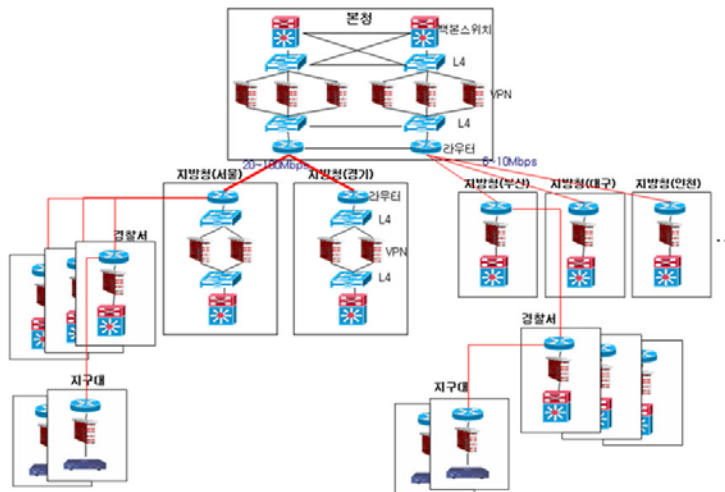 본청
백본스위치
L4
VPN
L4
라우터
20~100Mbps
6~10Mbps
지방청(서울)
지방청(경기)
라우터
L4
VPN
L4
지방청(부산)
지방청(대구)
지방청(인천)
...
경찰서
경찰서
지구대
지구대